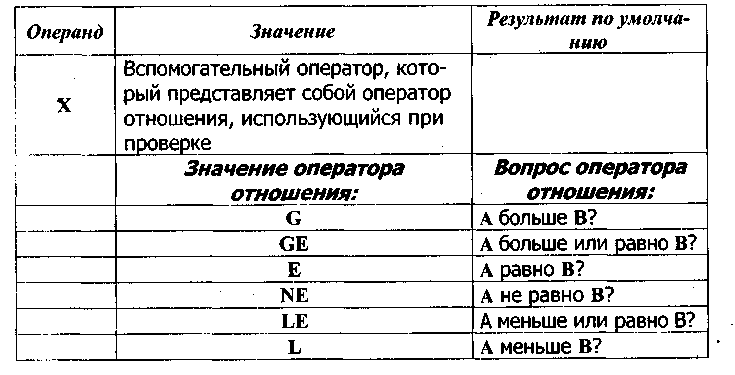 Операнд Значение Результат по умолча-
нию
X Вспомогательный оператор, кото-
рый представляет собой оператор
отношения, использующийся при
проверке
Значение оператора Вопрос оператора
отношения: отношения:
G A больше B?
GE A больше или равно B?
E A равно B?
NE A не равно B?
LE A меньше или равно B?
L A меньше B?